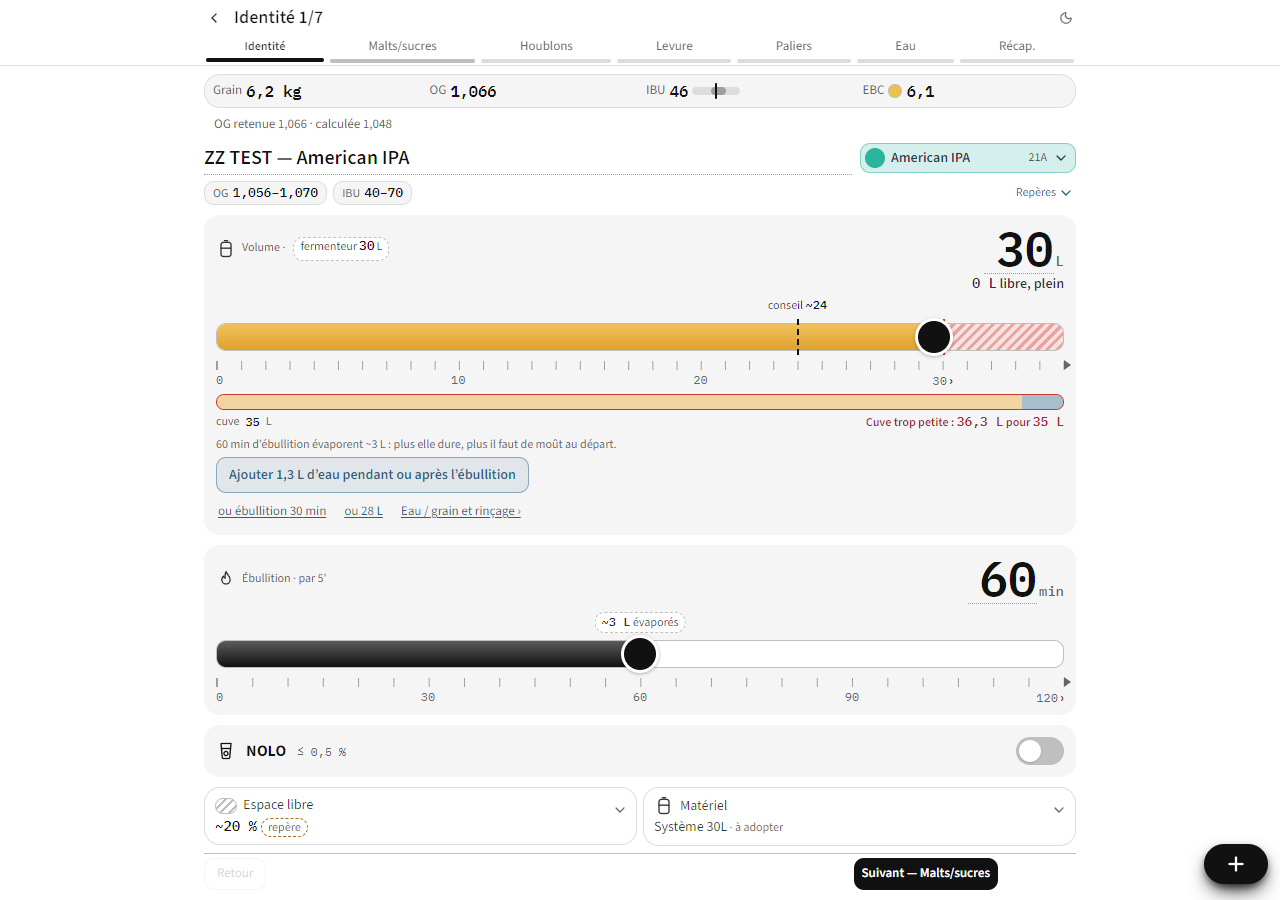 Identité 1/7
Identité Malts/sucres Houblons Levure Paliers Eau Récap.
Grain 6,2 kg OG 1,066 IBU 46 EBC 6,1
OG retenue 1,066 · calculée 1,048
ZZ TEST — American IPA American IPA 21A
OG 1,056–1,070 IBU 40–70 Repères
Volume · fermenteur 30 L 30 L
0 L libre, plein
conseil ~24
0 10 20 30›
cuve 35 L Cuve trop petite : 36,3 L pour 35 L
60 min d’ébullition évaporent ~3 L : plus elle dure, plus il faut de moût au départ.
Ajouter 1,3 L d’eau pendant ou après l’ébullition
ou ébullition 30 min ou 28 L Eau / grain et rinçage ›
Ébullition · par 5′ 60 min
~3 L évaporés
0 30 60 90 120›
NOLO ≤ 0,5 %
Espace libre Matériel
~20 % repère Système 30L · à adopter
Retour Suivant — Malts/sucres